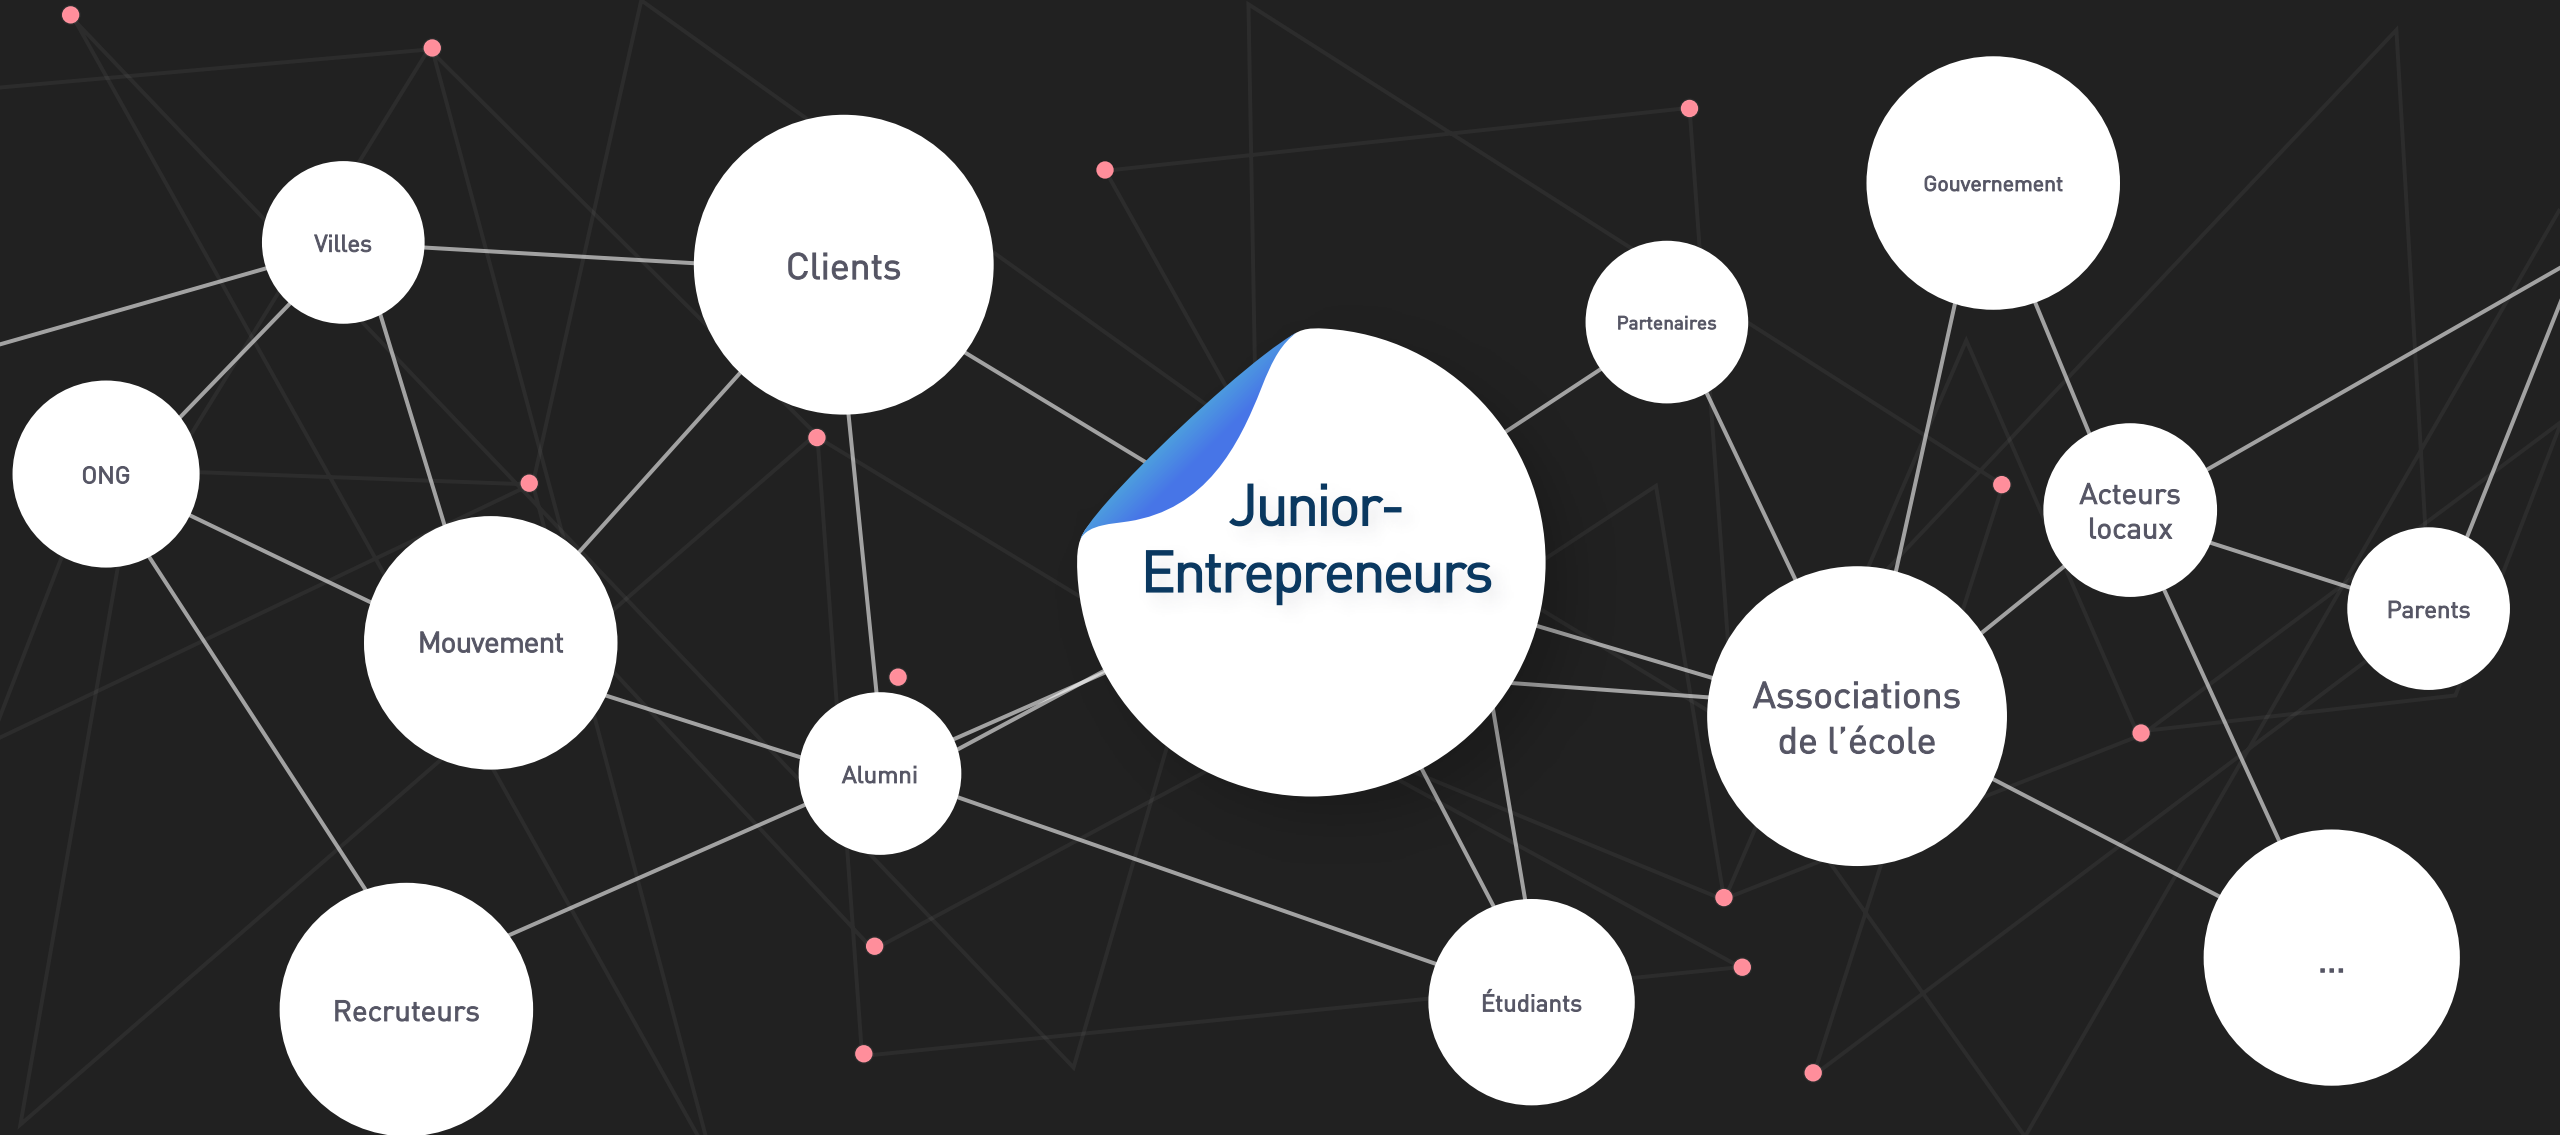 Gouvernement
Villes
Clients
Partenaires
ONG
Junior-
Entrepreneurs
Acteurs
locaux
Parents
Mouvement
Associations
de l’école
Alumni
...
Étudiants
Recruteurs